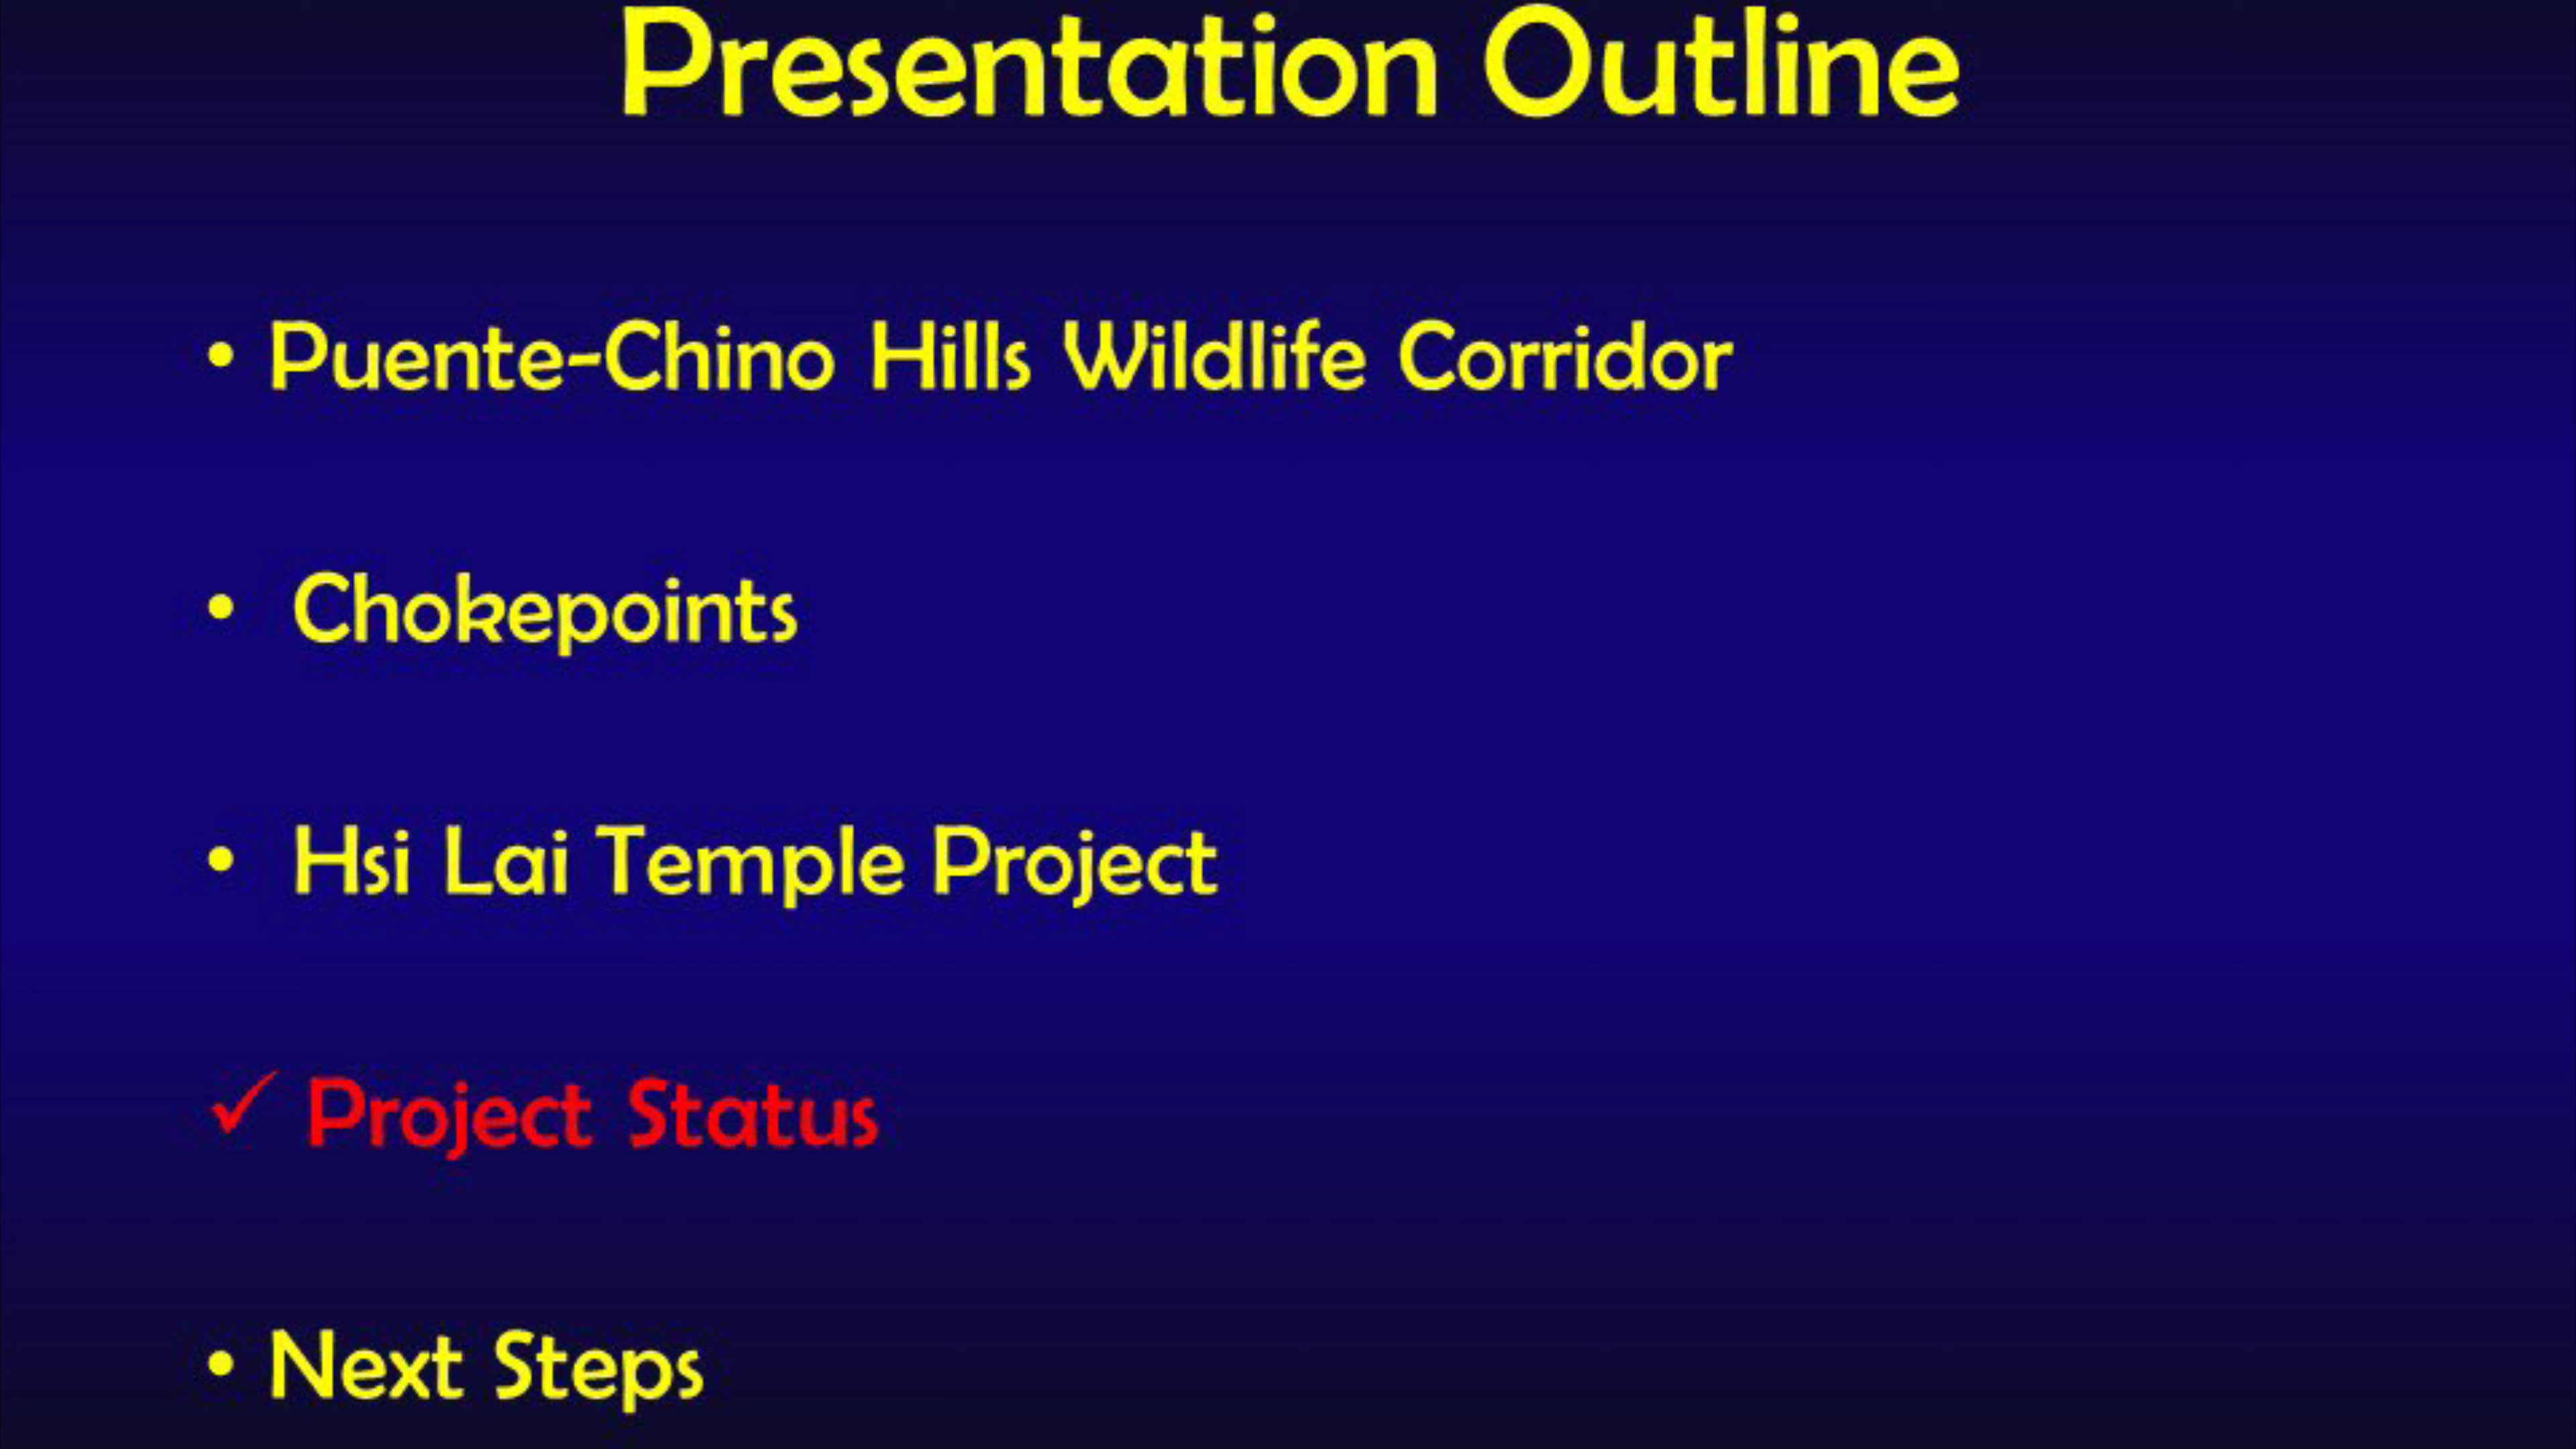 Presentation Outline
• Puente-Chino Hills Wildlife Corridor
• Chokepoints
• Hsi Lai Temple Project
✓ Project Status
• Next Steps